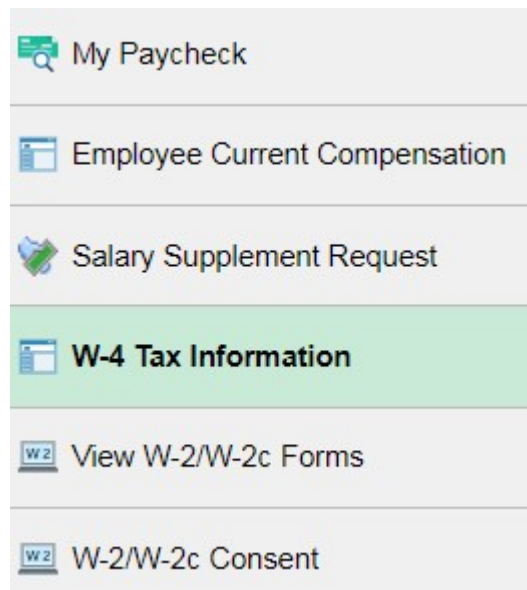 My Paycheck
Employee Current Compensation
Salary Supplement Request
W-4 Tax Information
W2 View W-2/W-2c Forms
W2 W-2/W-2c Consent